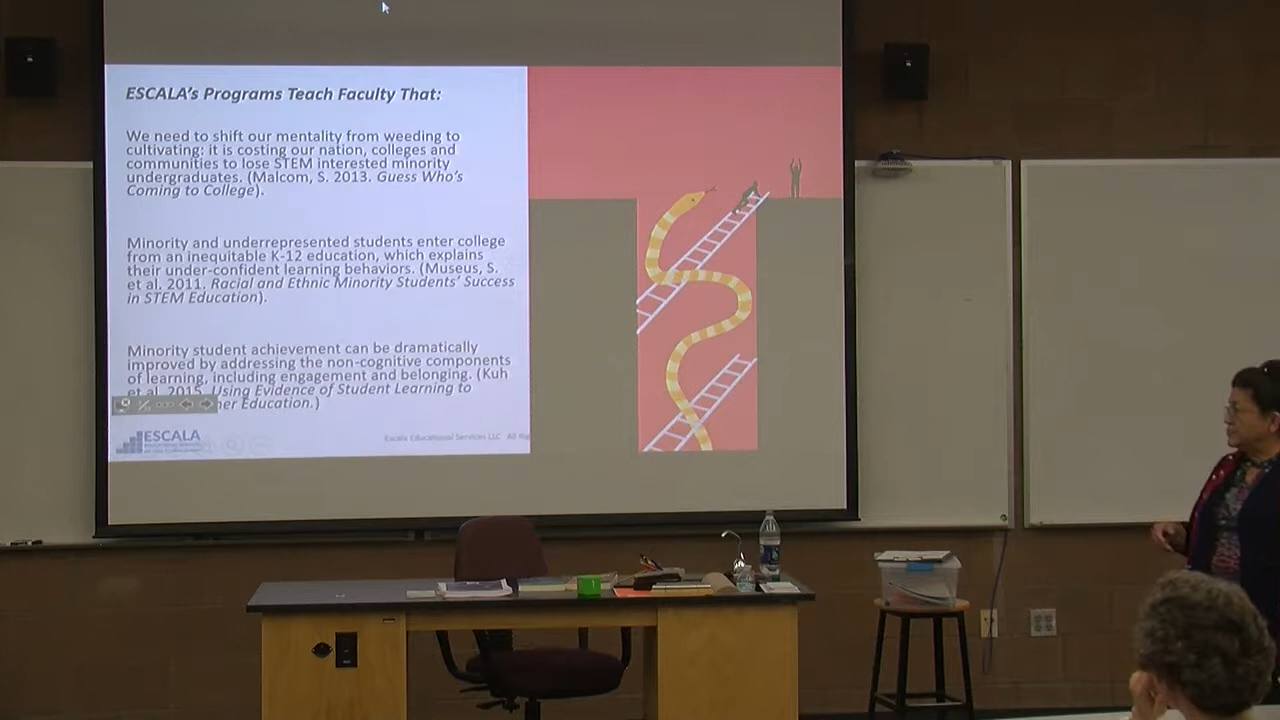 ESCALA's Programs Teach Faculty That:
We need to shift our mentality from weeding to
cultivating: it is costing our nation, colleges and
communities to lose STEM interested minority
undergraduates. (Malcom, S. 2013. Guess Who's
Coming to College).
Minority and underrepresented students enter college
from an inequitable K-12 education, which explains
their under-confident learning behaviors. (Museus, S.
et al. 2011. Racial and Ethnic Minority Students' Success
in STEM Education).
Minority student achievement can be dramatically
improved by addressing the non-cognitive components
of learning, including engagement and belonging. (Kuh
et al. 2015. Using Evidence of Student Learning to
Education.)
ESCALA
Escala Educational Services LLC All